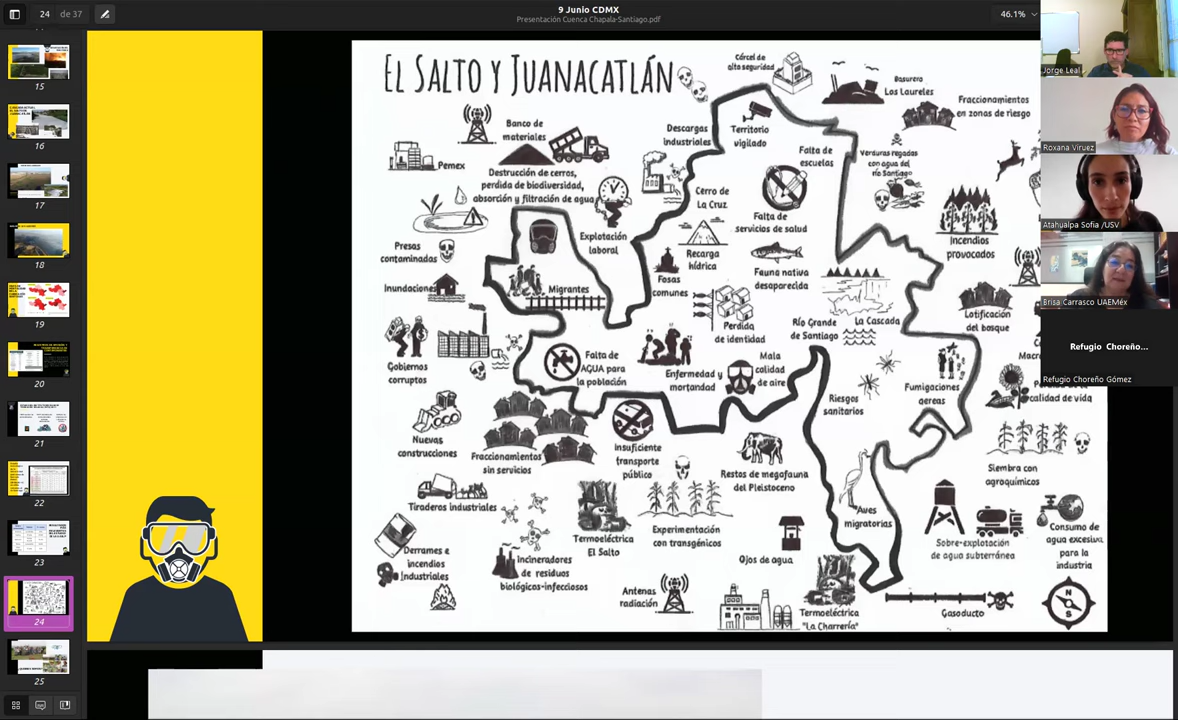 24
de 37
9 Junio CDMX
Presentación Cuenca Chapala-Santiago.pdf
46.1%
15
16
17
18
19
20
21
22
23
24
25
EL SALTO Y JUANACATLÁN
Cárcel de
alta seguridad
Basurero
Los Laureles
Fraccionamientos
en zonas de riesgo
Banco de
materiales
Descargas
industriales
Territorio
vigilado
Falta de
escuelas
Verduras regadas
con agua del
río Santiago
Pemex
Destrucción de cerros,
perdida de biodiversidad,
absorción y filtración de agua
Cerro de
La Cruz
Falta de
servicios de salud
Incendios
provocados
Presas
contaminadas
Explotación
laboral
Recarga
hídrica
Fauna nativa
desaparecida
Inundaciones
Migrantes
Fosas
comunes
Perdida
de identidad
Río Grande
de Santiago
La Cascada
Lotificación
del bosque
Gobiernos
corruptos
Falta de
AGUA para
la población
Enfermedad y
mortandad
Mala
calidad
de aire
Riesgos
sanitarios
Fumigaciones
aereas
calidad de vida
Nuevas
construcciones
Fraccionamientos
sin servicios
Insuficiente
transporte
público
Restos de megafauna
del Pleistoceno
Siembra con
agroquímicos
Tiraderos industriales
Termoeléctrica
El Salto
Experimentación
con transgénicos
Aves
migratorias
Sobre-explotación
de agua subterránea
Consumo de
agua excesiva
para la
industria
Derrames e
incendios
Industriales
Incineradores
de residuos
biológicos-infecciosos
Ojos de agua
Antenas
radiación
Termoeléctrica
"La Charrería"
Gasoducto
N
S
Jorge Leal
Roxana Viruez
Atahualpa Sofia /USV
Brisa Carrasco UAEMéx
Refugio Choreño...
Refugio Choreño Gómez